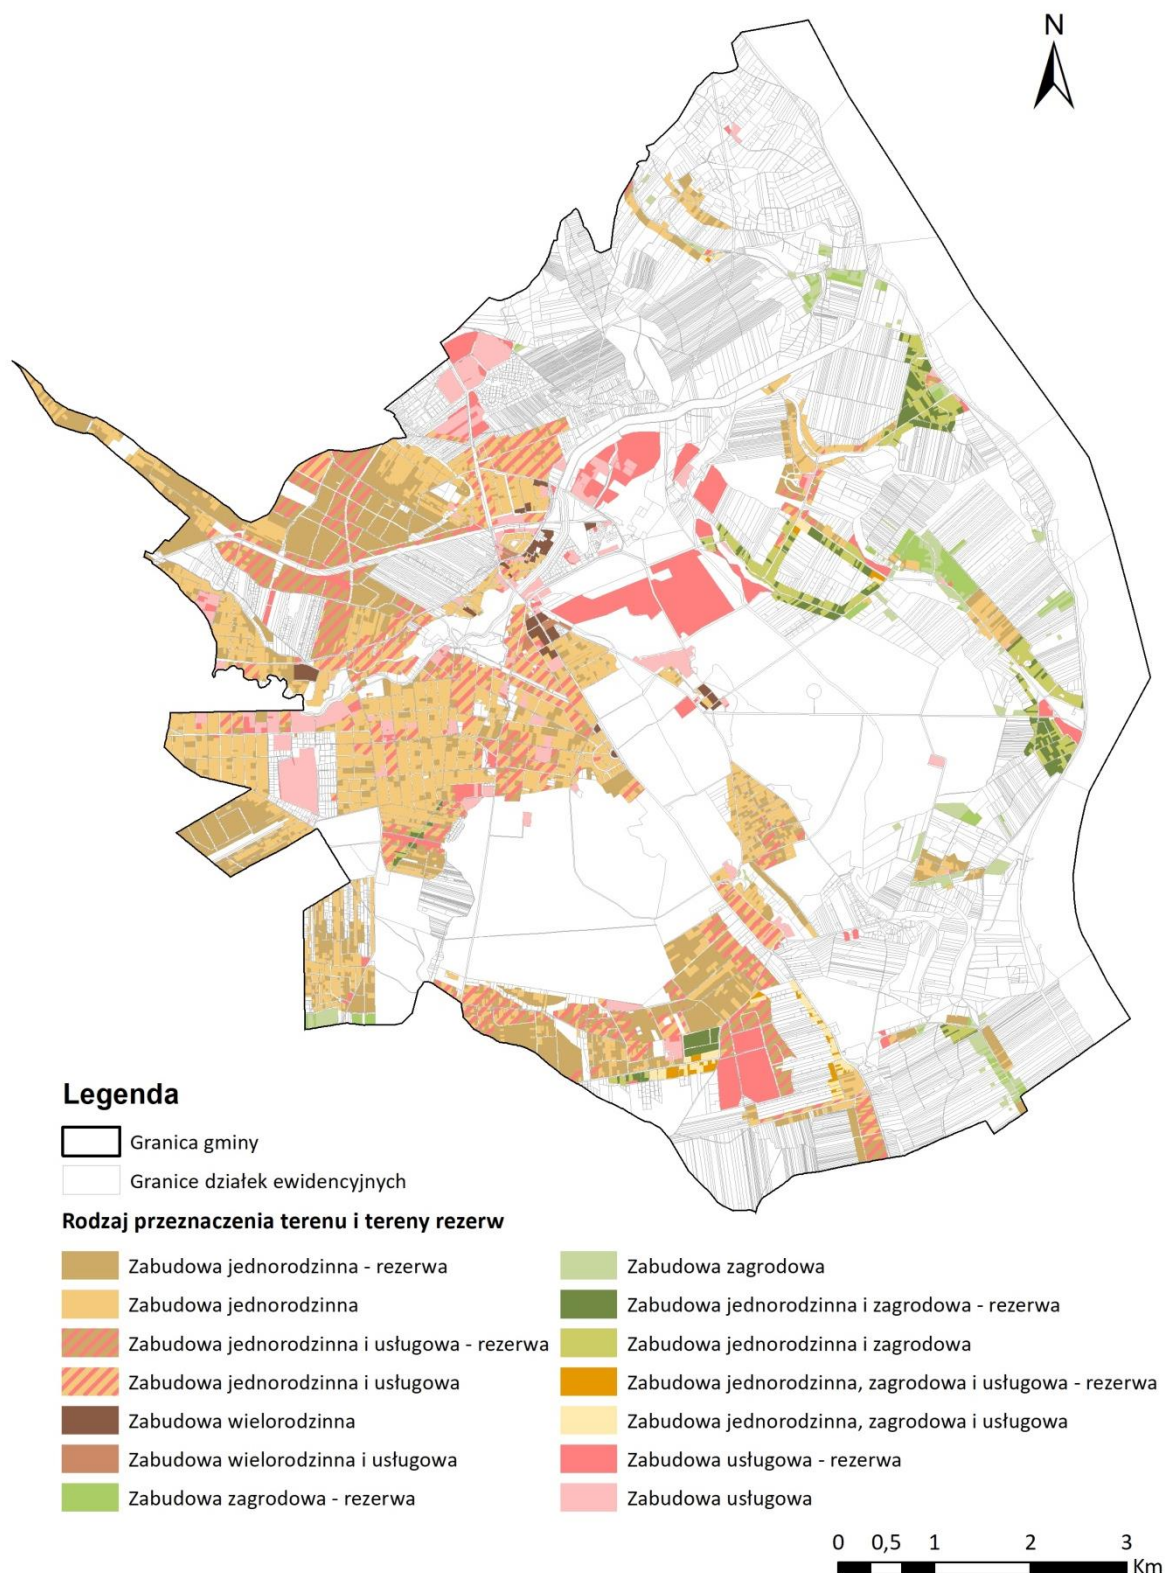 N
Legenda
Granica gminy
Granice działek ewidencyjnych
Rodzaj przeznaczenia terenu i tereny rezerw
Zabudowa jednorodzinna - rezerwa
Zabudowa jednorodzinna
Zabudowa jednorodzinna i usługowa - rezerwa
Zabudowa jednorodzinna i usługowa
Zabudowa wielorodzinna
Zabudowa wielorodzinna i usługowa
Zabudowa zagrodowa - rezerwa
Zabudowa zagrodowa
Zabudowa jednorodzinna i zagrodowa - rezerwa
Zabudowa jednorodzinna i zagrodowa
Zabudowa jednorodzinna, zagrodowa i usługowa - rezerwa
Zabudowa jednorodzinna, zagrodowa i usługowa
Zabudowa usługowa - rezerwa
Zabudowa usługowa
0 0,5 1 2 3
Km